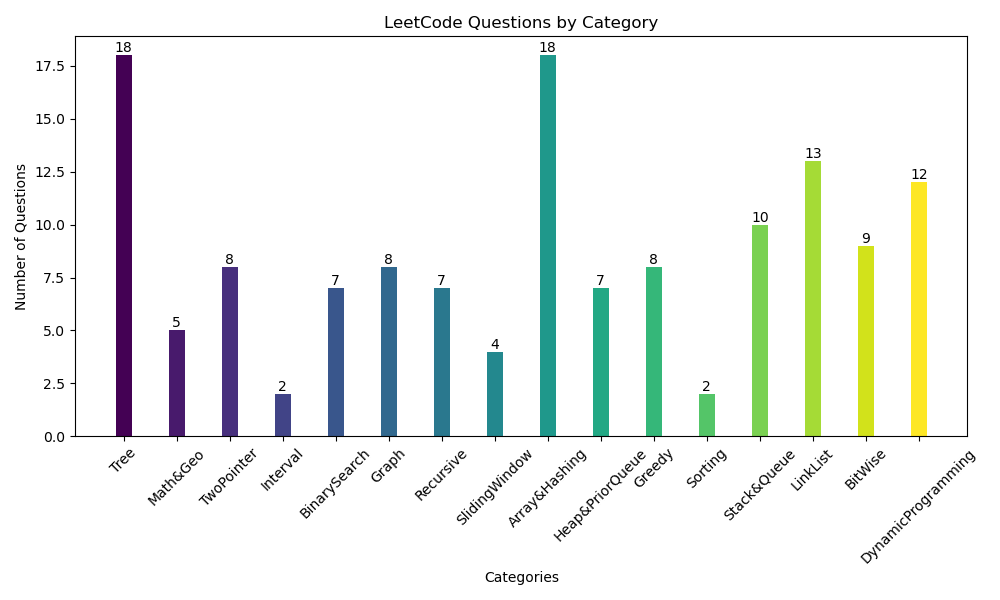 LeetCode Questions by Category
Number of Questions
17.5
15.0
12.5
10.0
7.5
5.0
2.5
0.0
18
5
8
2
7
8
7
4
18
7
8
2
10
13
9
12
Tree
Math&Geo
TwoPointer
Interval
BinarySearch
Graph
Recursive
SlidingWindow
Array&Hashing
Heap&PriorQueue
Greedy
Sorting
Stack&Queue
LinkList
BitWise
DynamicProgramming
Categories